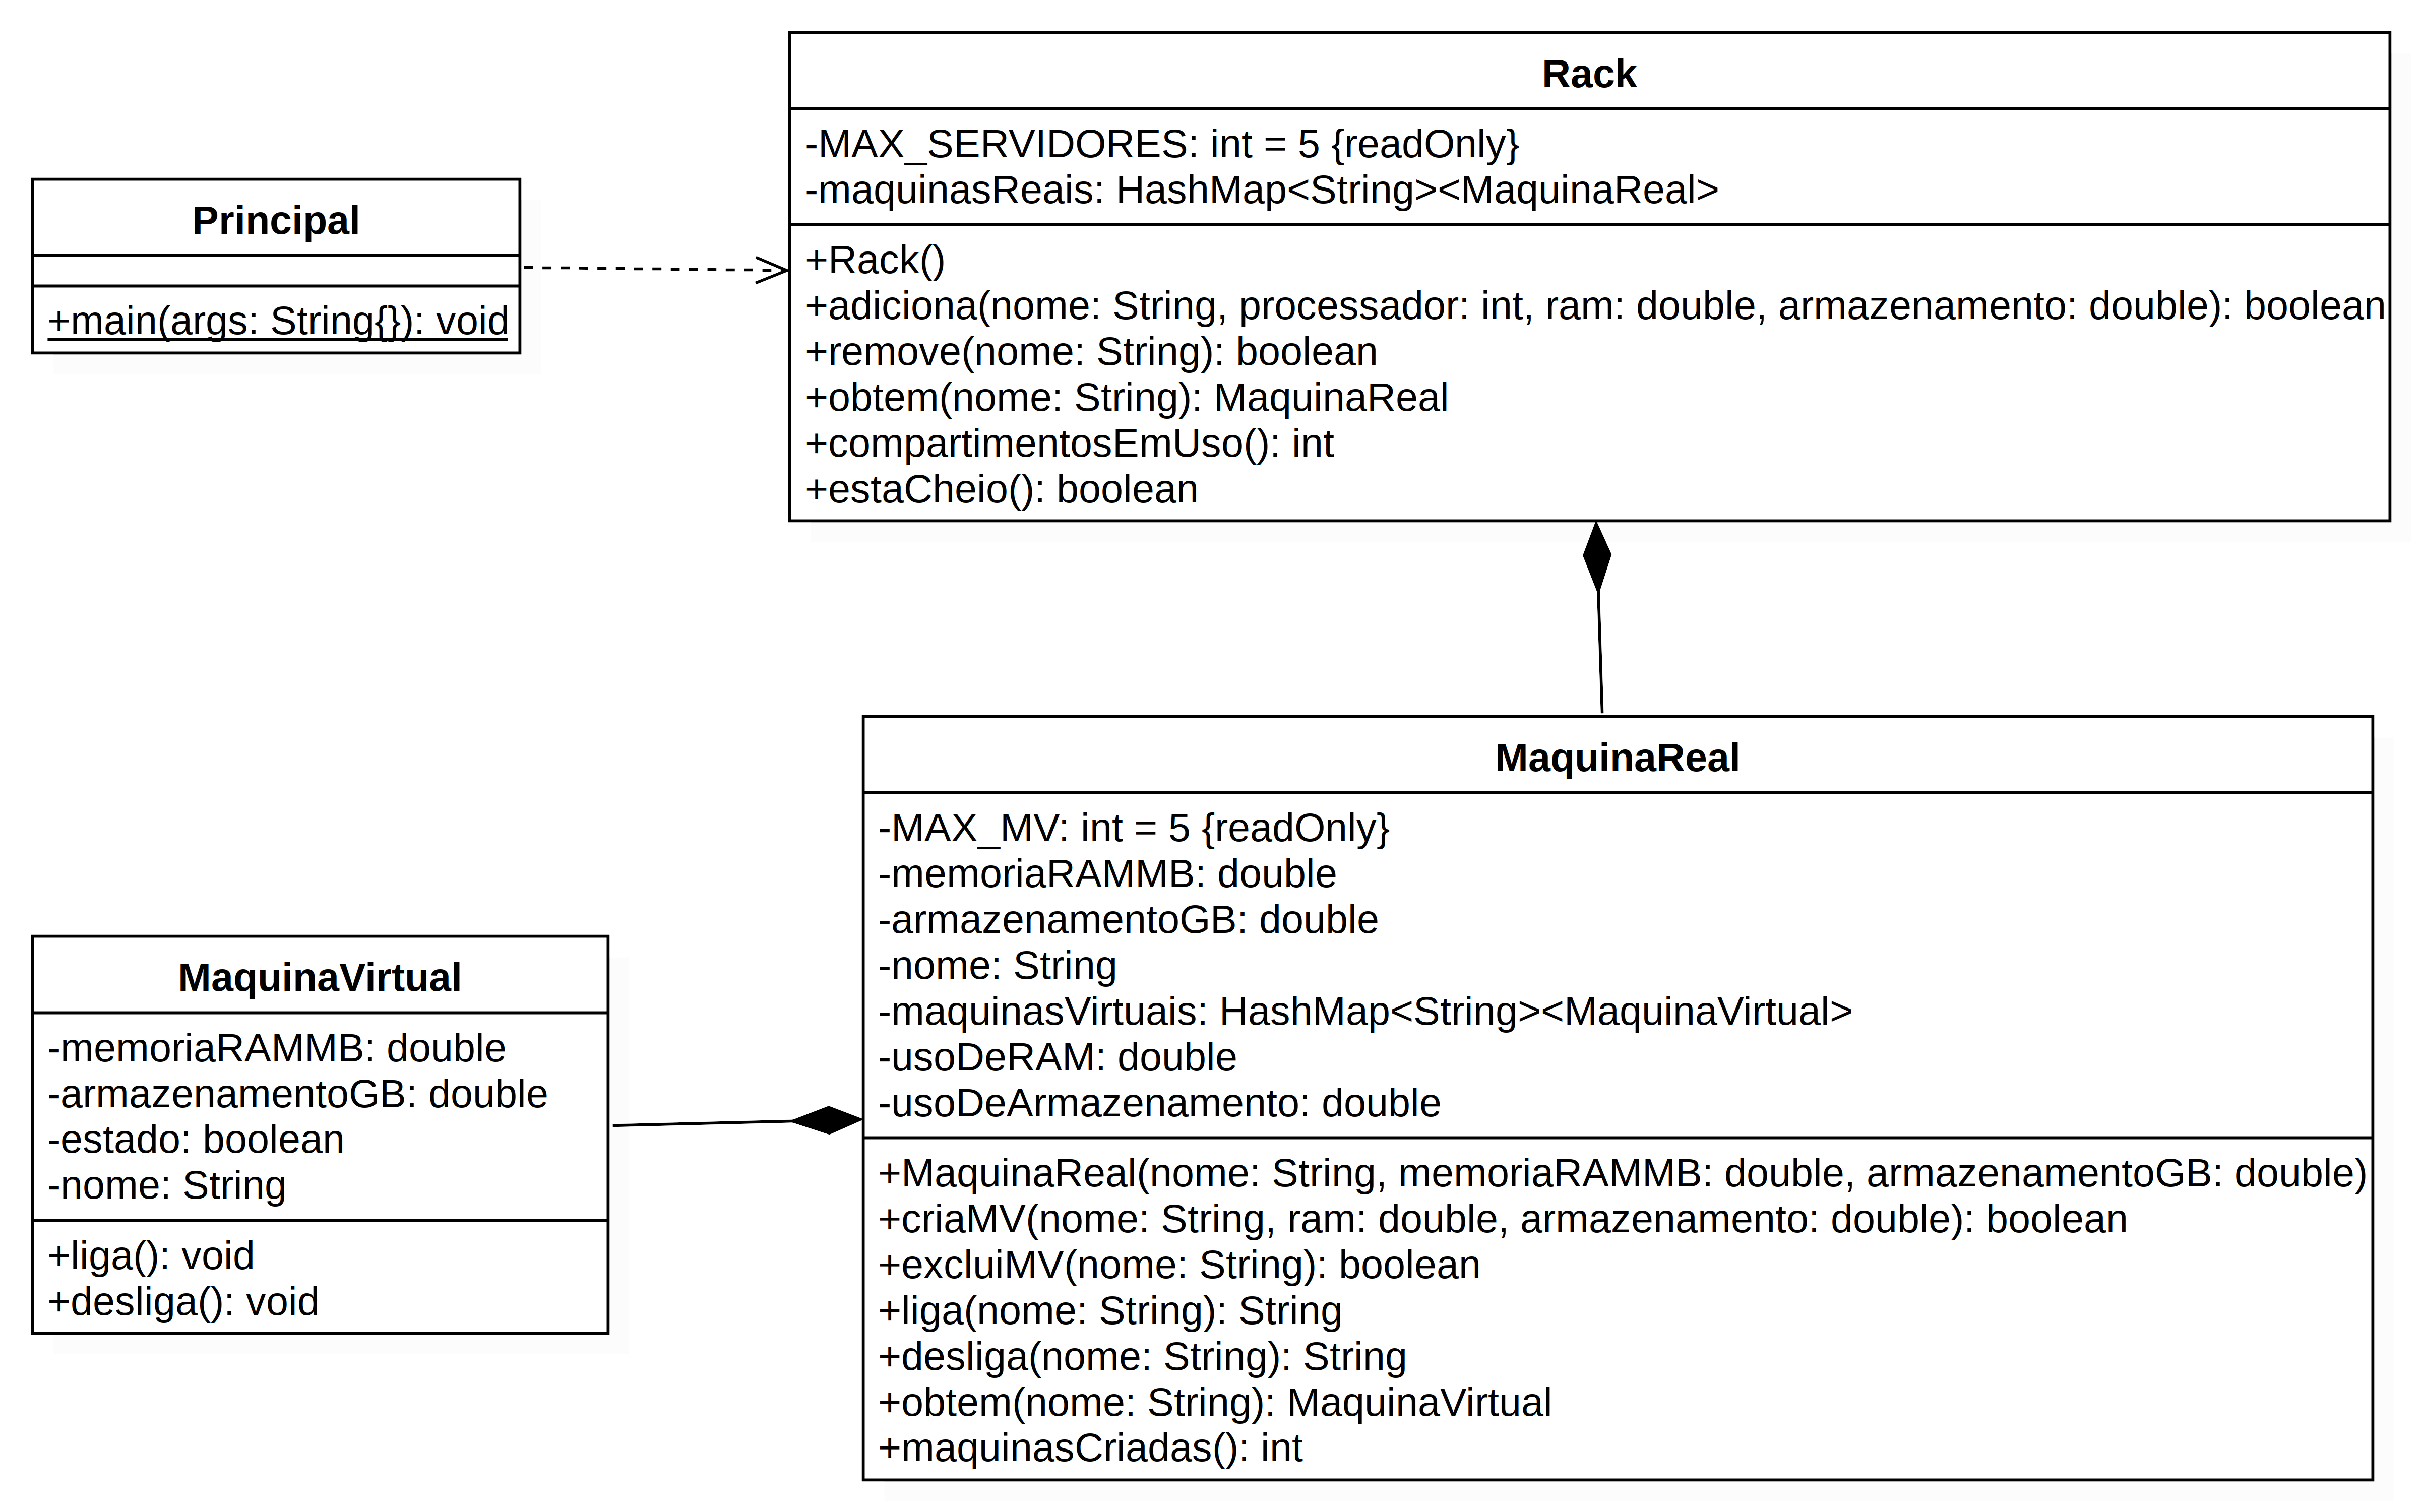 Rack
-MAX_SERVIDORES: int = 5 {readOnly}
-maquinasReais: HashMap<String><MaquinaReal>
+Rack()
+adiciona(nome: String, processador: int, ram: double, armazenamento: double): boolean
+remove(nome: String): boolean
+obtem(nome: String): MaquinaReal
+compartimentosEmUso(): int
+estaCheio(): boolean
Principal
+main(args: String{}): void
MaquinaReal
-MAX_MV: int = 5 {readOnly}
-memoriaRAMMB: double
-armazenamentoGB: double
-nome: String
-maquinasVirtuais: HashMap<String><MaquinaVirtual>
-usoDeRAM: double
-usoDeArmazenamento: double
+MaquinaReal(nome: String, memoriaRAMMB: double, armazenamentoGB: double)
+criaMV(nome: String, ram: double, armazenamento: double): boolean
+excluiMV(nome: String): boolean
+liga(nome: String): String
+desliga(nome: String): String
+obtem(nome: String): MaquinaVirtual
+maquinasCriadas(): int
MaquinaVirtual
-memoriaRAMMB: double
-armazenamentoGB: double
-estado: boolean
-nome: String
+liga(): void
+desliga(): void